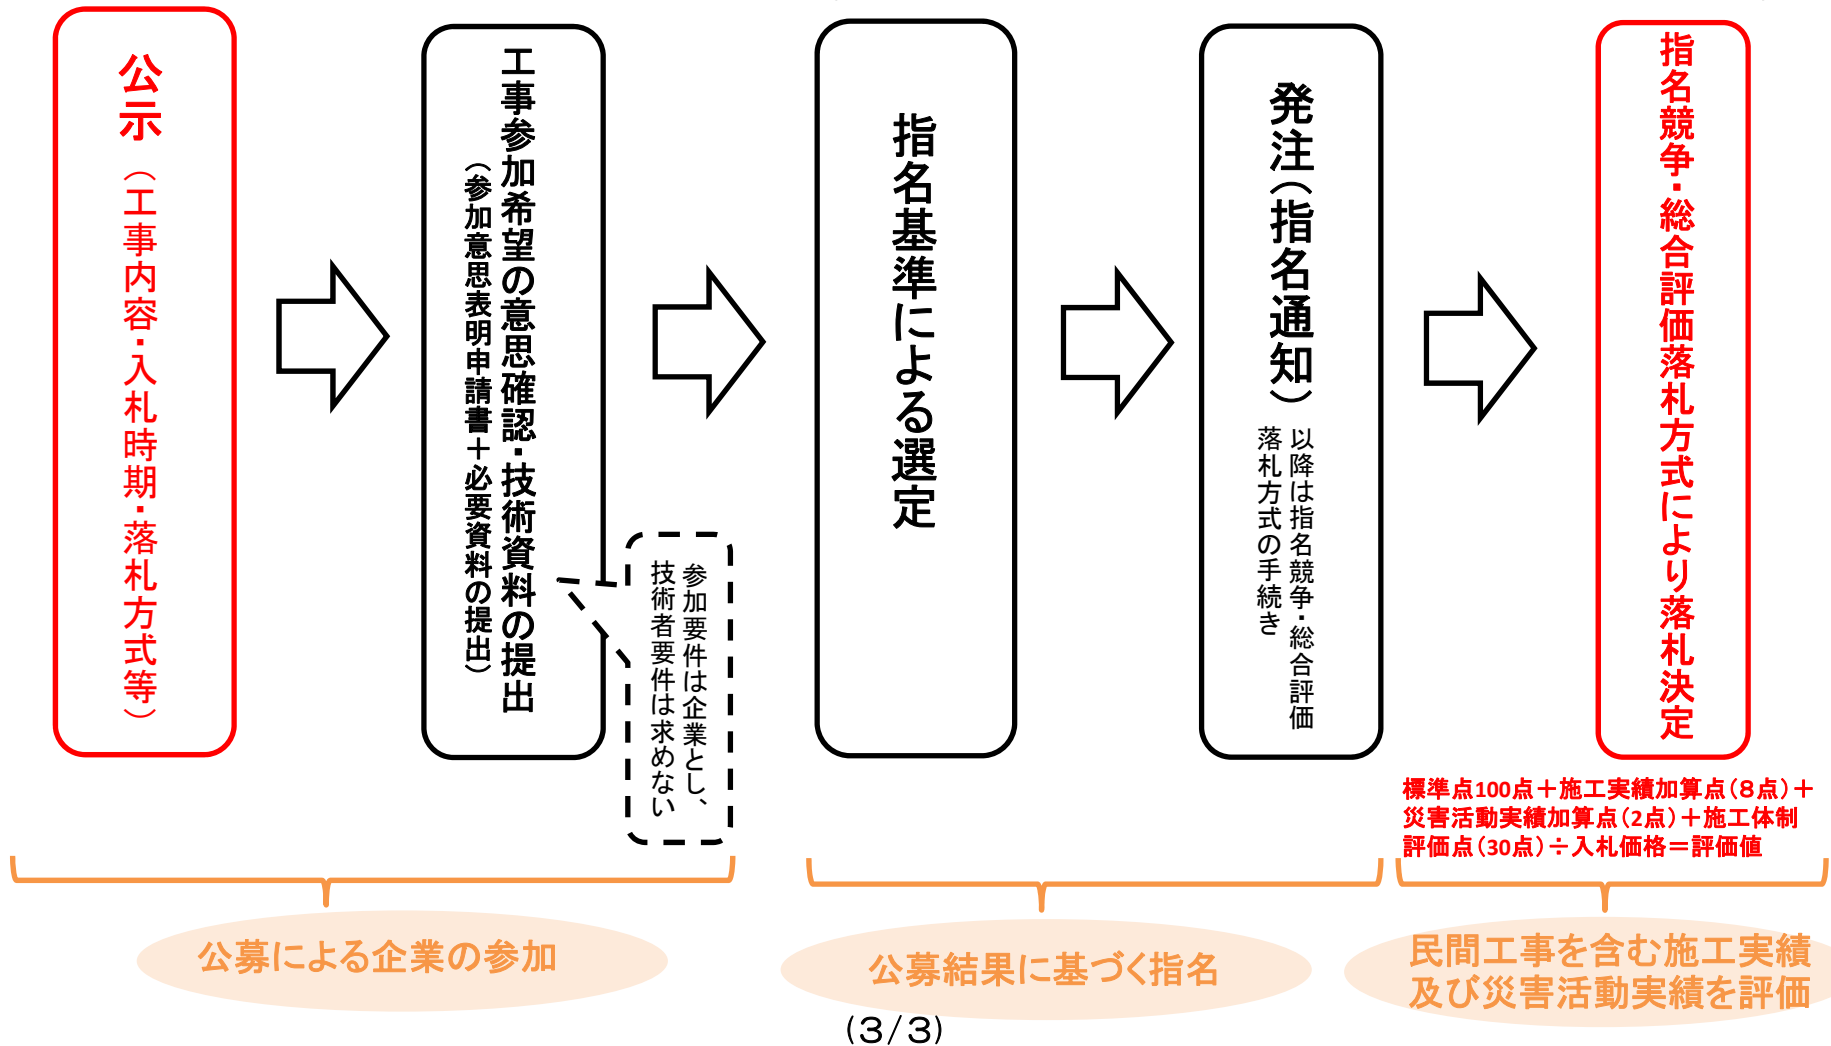 公示（工事内容・入札時期・落札方式等）
工事参加希望の意思確認・技術資料の提出
（参加意思表明申請書＋必要資料の提出）
参加要件は企業とし、
技術者要件は求めない
指名基準による選定
発注（指名通知）
以降は指名競争・総合評価
落札方式の手続き
指名競争・総合評価落札方式により落札決定
標準点100点＋施工実績加算点（８点）＋
災害活動実績加算点（2点）＋施工体制
評価点（30点）÷入札価格＝評価値
公募による企業の参加
公募結果に基づく指名
民間工事を含む施工実績
及び災害活動実績を評価
（３/３）